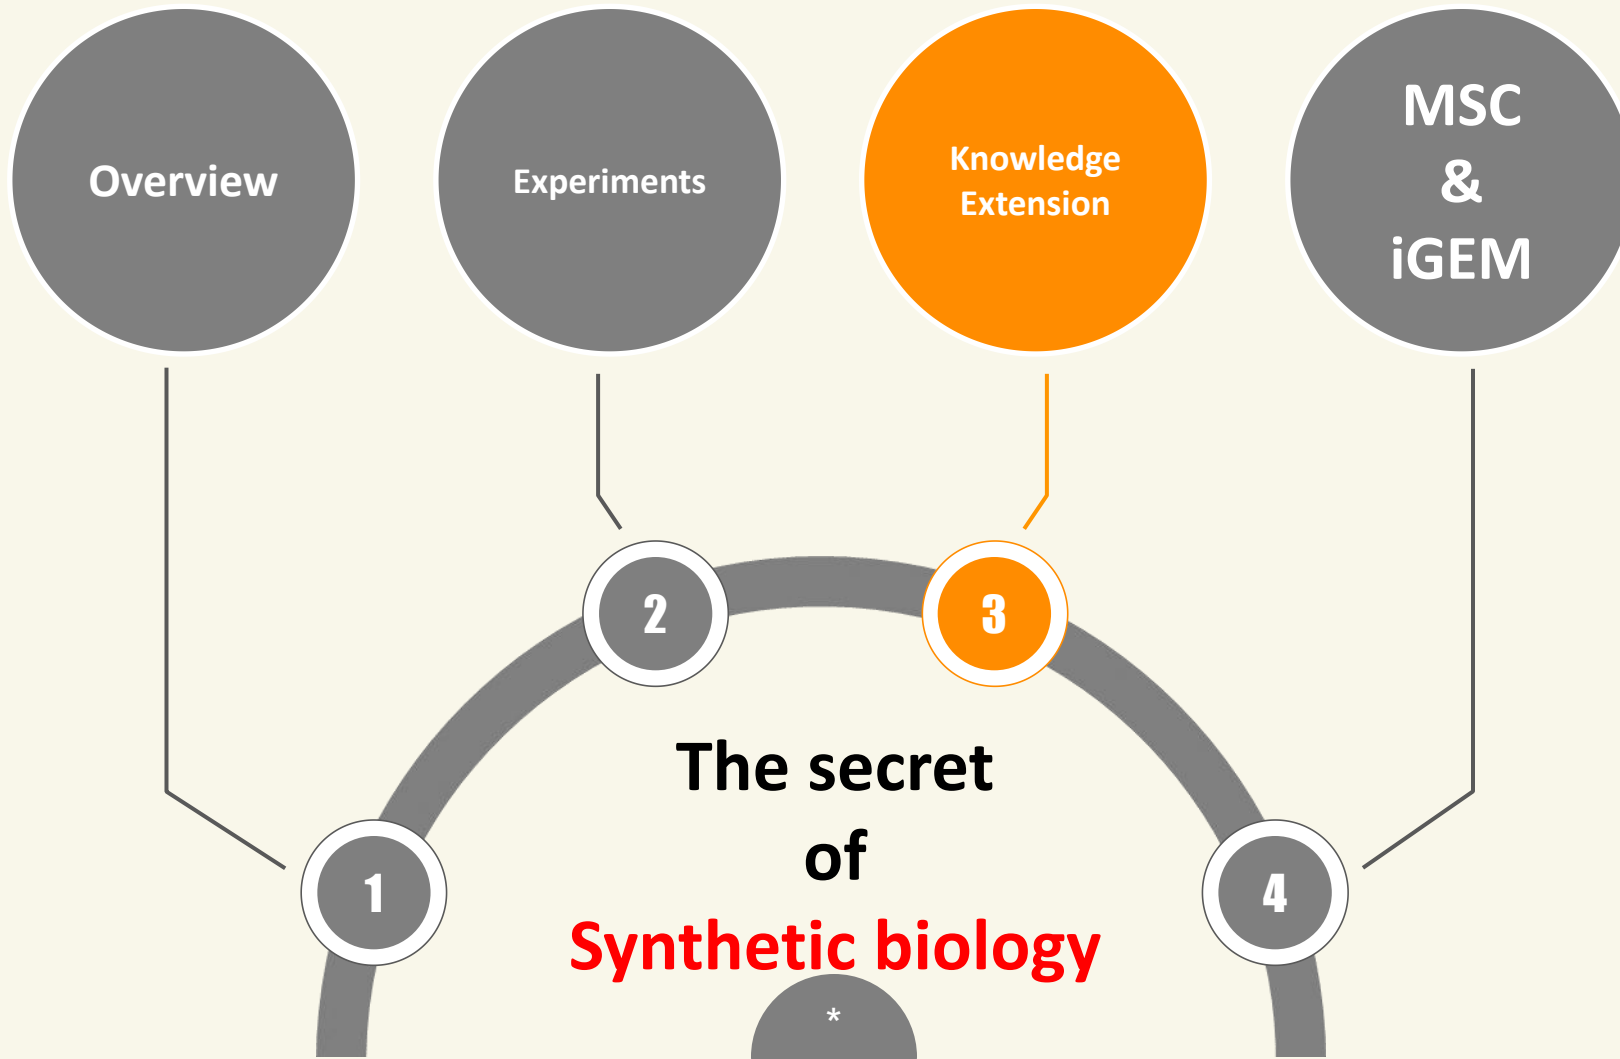 Overview
Experiments
Knowledge
Extension
MSC
&
iGEM
1
2
3
4
The secret
of
Synthetic biology
*